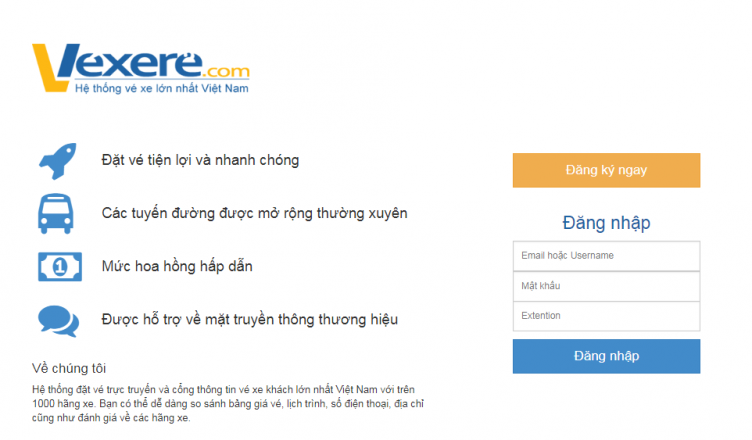 Vexere.com
Hệ thống vé xe lớn nhất Việt Nam
Đặt vé tiện lợi và nhanh chóng
Các tuyến đường được mở rộng thường xuyên
1
Mức hoa hồng hấp dẫn
Được hỗ trợ về mặt truyền thông thương hiệu
Về chúng tôi
Hệ thống đặt vé trực truyến và cổng thông tin vé xe khách lớn nhất Việt Nam với trên
1000 hãng xe. Bạn có thể dễ dàng so sánh bảng giá vé, lịch trình, số điện thoại, địa chỉ
cũng như đánh giá về các hãng xe.
Đăng ký ngay
Đăng nhập
Email hoặc Username
Mật khẩu
Extention
Đăng nhập